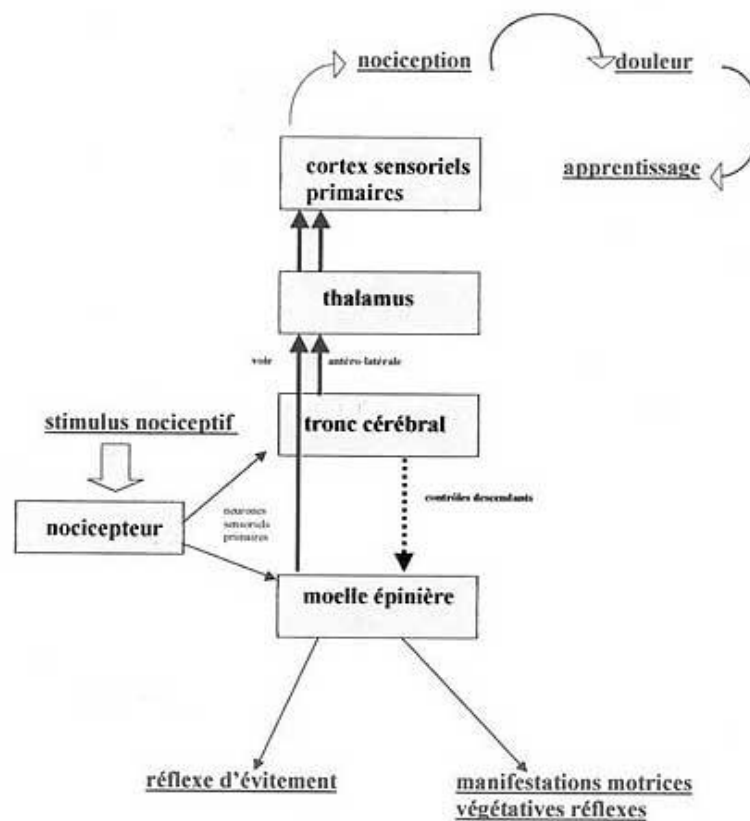 nociception
douleur
cortex sensoriels
primaires
apprentissage
thalamus
voir
antéro-latérale
stimulus nociceptif
tronc cérébral
nocicepteur
neurones
sensoriels
primaires
contrôles descendants
moelle épinière
réflexe d'évitement
manifestations motrices
végétatives réflexes